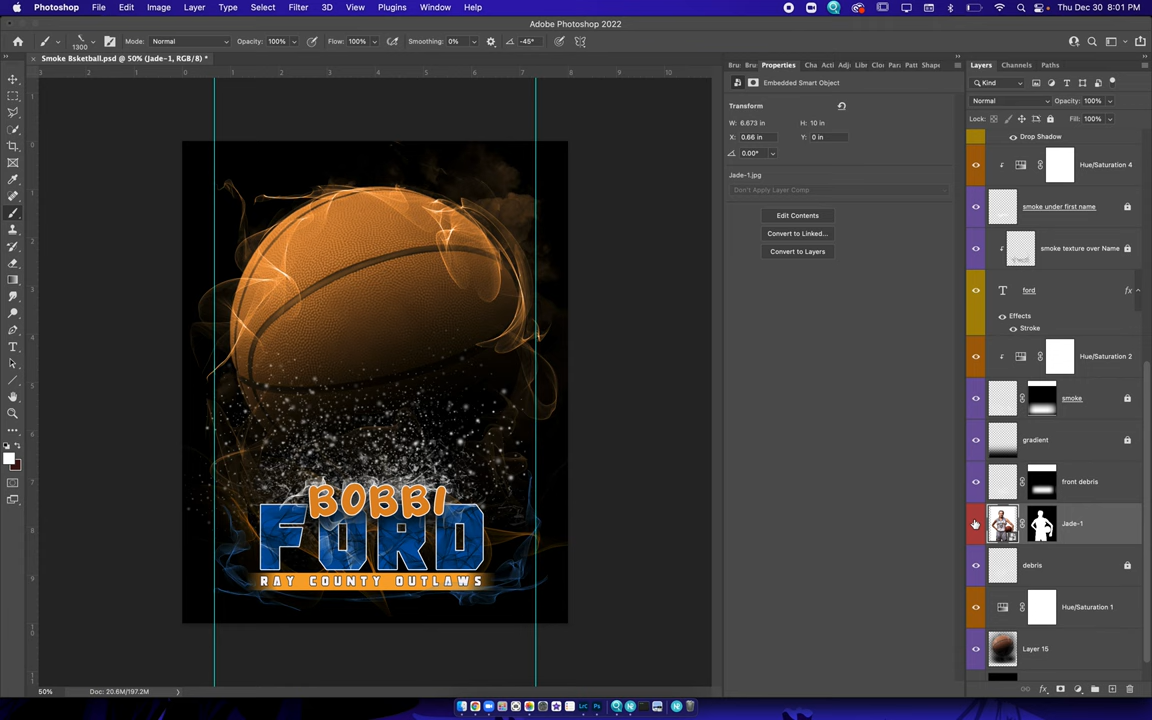 Photoshop File Edit Image Layer Type Select Filter 3D View Plugins Window Help Thu Dec 30 8:01 PM
Adobe Photoshop 2022
1300 Mode: Normal Opacity: 100% Flow: 100% Smoothing: 0% -45°
Smoke Bsketball.psd @ 50% (Jade-1, RGB/8) *
Properties
Embedded Smart Object
Transform
W: 6.673 in H: 10 in
X: 0.66 in Y: 0 in
0.00°
Jade-1.jpg
Don't Apply Layer Comp
Edit Contents
Convert to Linked...
Convert to Layers
Layers Channels Paths
Kind
Normal Opacity: 100%
Lock: Fill: 100%
Drop Shadow
Hue/Saturation 4
smoke under first name
smoke texture over Name
ford fx
Effects
Stroke
Hue/Saturation 2
smoke
gradient
front debris
Jade-1
debris
Hue/Saturation 1
Layer 15
BOBBI
FORD
RAY COUNTY OUTLAWS
50% Doc: 20.6M/197.2M